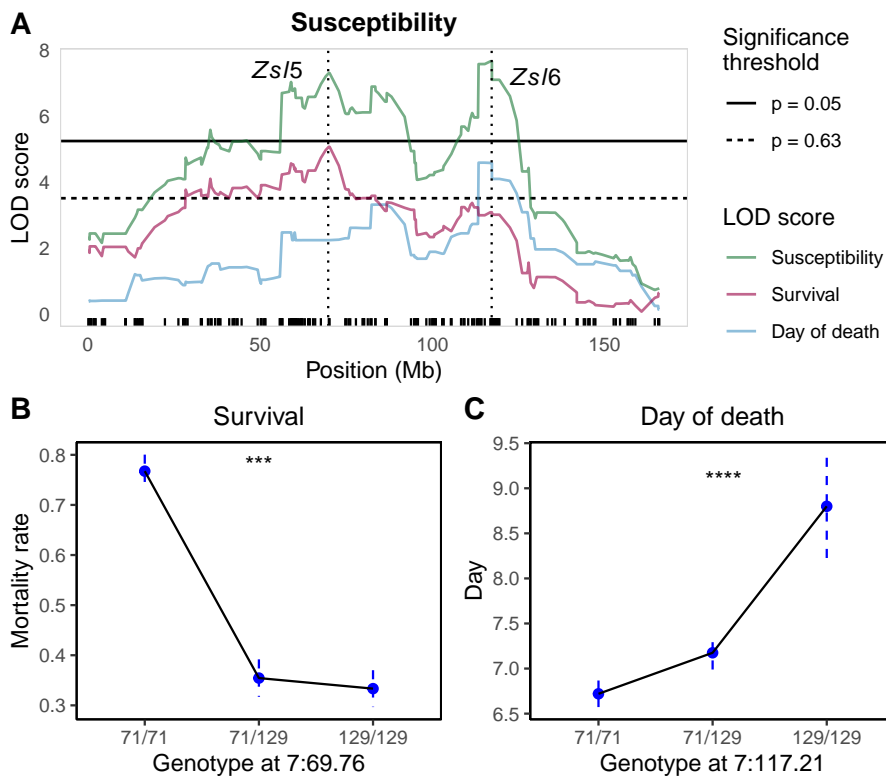 A
Susceptibility
LOD score
8
6
4
2
0
Zsl5
Zsl6
0
50
100
150
Position (Mb)
Significance
threshold
p = 0.05
p = 0.63
LOD score
Susceptibility
Survival
Day of death
B
Survival
Mortality rate
0.8
0.7
0.6
0.5
0.4
0.3
***
71/71
71/129
129/129
Genotype at 7:69.76
C
Day of death
Day
9.5
9.0
8.5
8.0
7.5
7.0
6.5
****
71/71
71/129
129/129
Genotype at 7:117.21